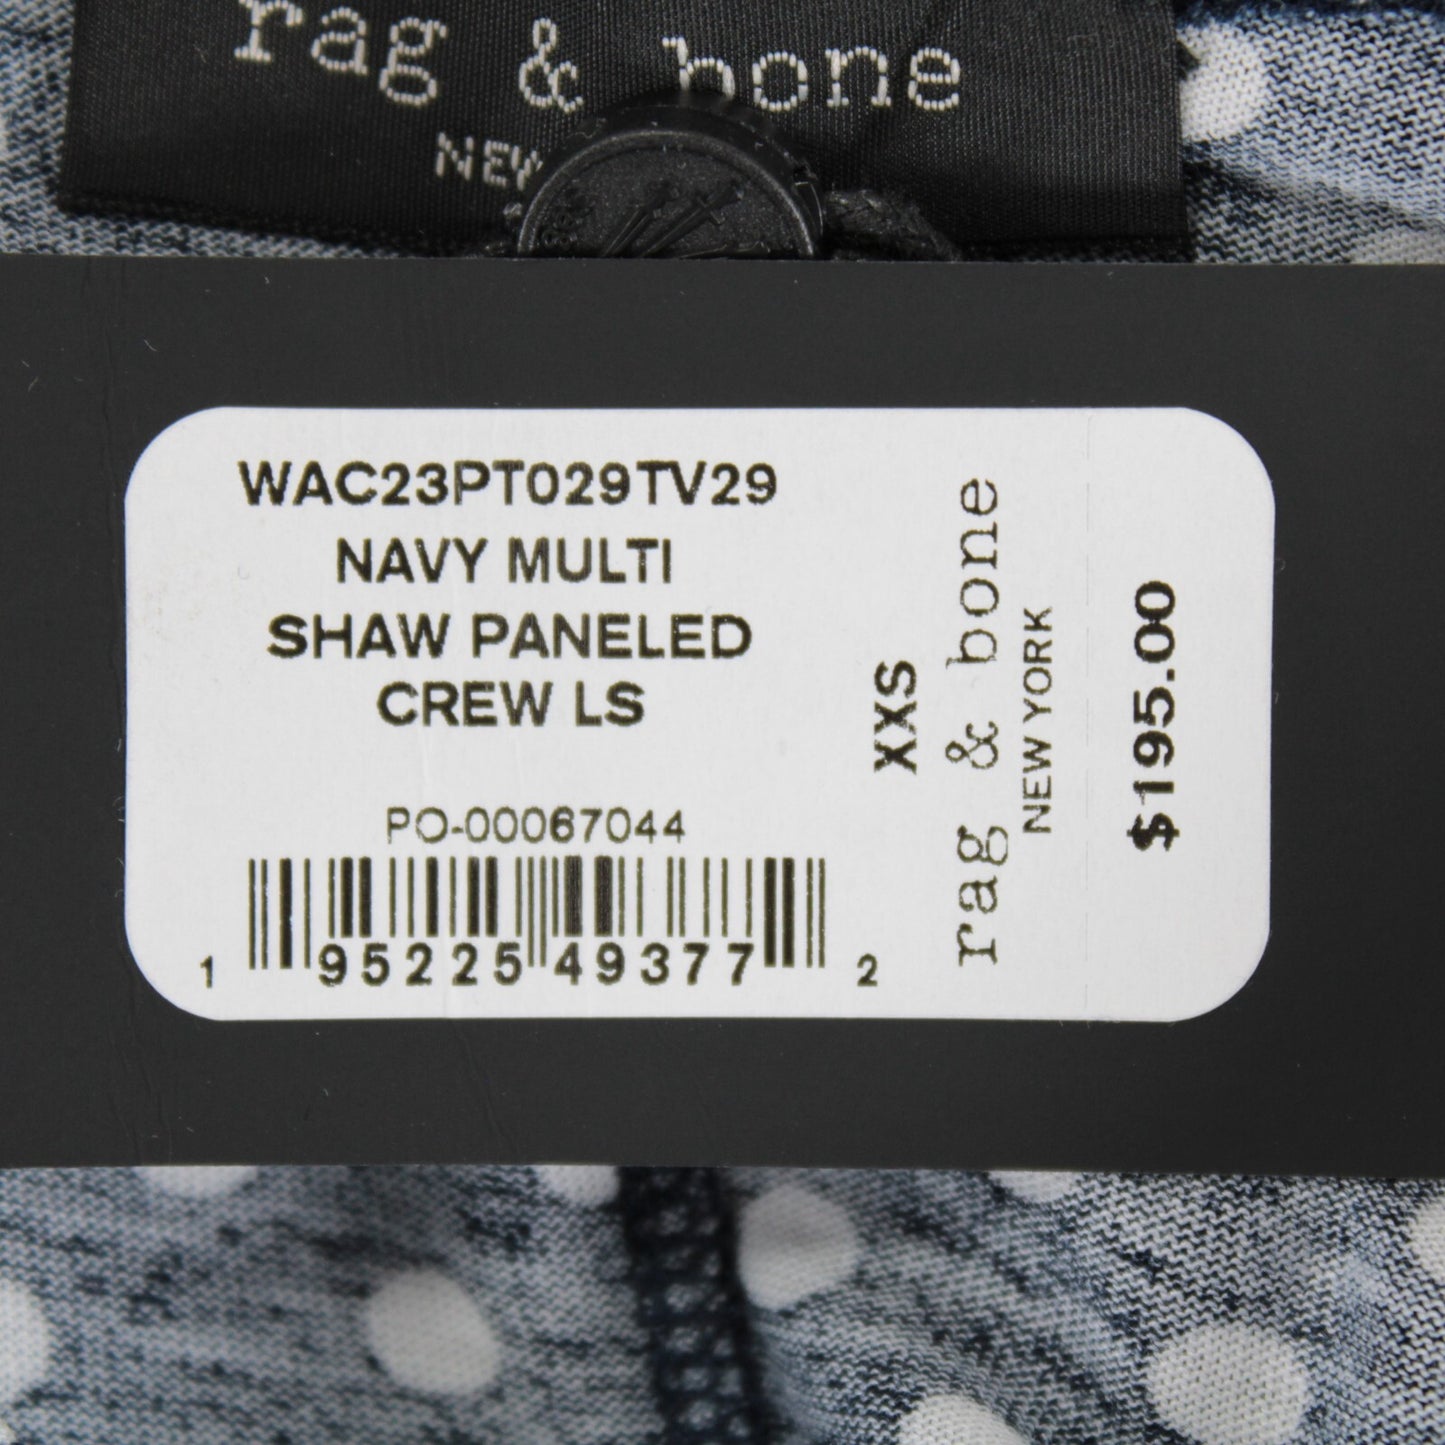 rag & bone
NEW
WAC23PT029TV29
NAVY MULTI
SHAW PANELED
CREW LS
PO-00067044
1 95225 49377 2
XXS
rag & bone
NEW YORK
$195.00